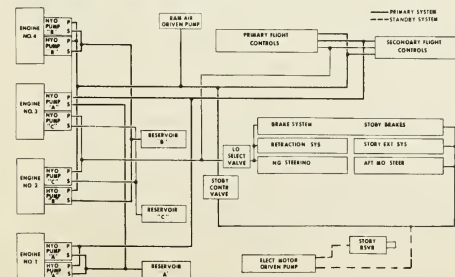 PRIMARY SYSTEM
STANDBY SYSTEM
ENGINE
NO. 4
HYD
PUMP
"B"
P
S
HYD
PUMP
"B"
P
S
RAM AIR
DRIVEN PUMP
PRIMARY FLIGHT
CONTROLS
SECONDARY FLIGHT
CONTROLS
ENGINE
NO. 3
HYD
PUMP
"A"
P
S
HYD
PUMP
"C"
P
S
RESERVOIR
B
LO
SELECT
VALVE
BRAKE SYSTEM
STDBY BRAKES
RETRACTION SYS
STDBY EXT SYS
NG STEERING
AFT MO STEER
STDBY
CONTR
VALVE
ENGINE
NO 2
HYD
PUMP
"C"
P
S
HYD
PUMP
"B"
P
S
RESERVOIR
"C"
ENGINE
NO 1
HYD
PUMP
"A"
P
S
HYD
PUMP
"A"
P
S
RESERVOIR
A
ELECT MOTOR
DRIVEN PUMP
STDBY
RSVR